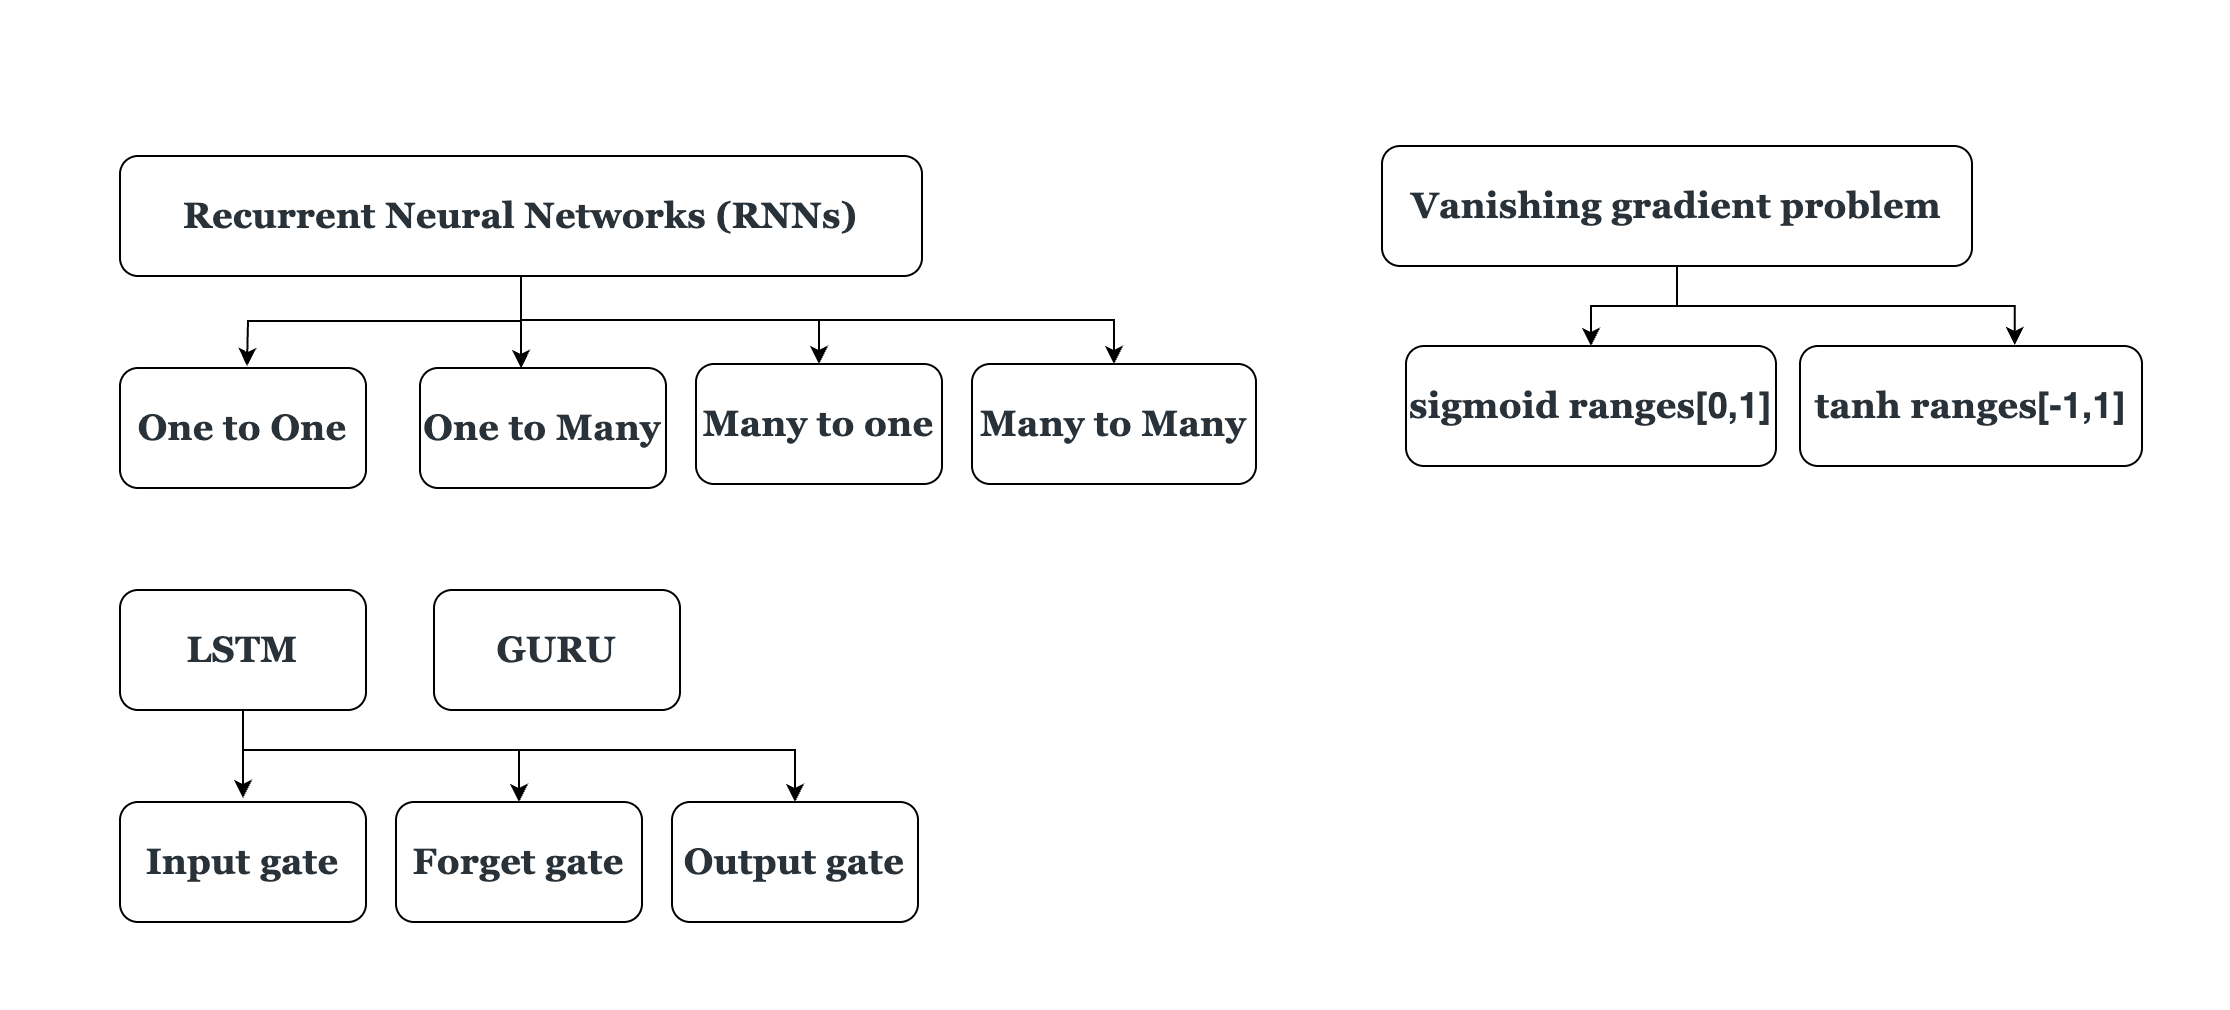 Recurrent Neural Networks (RNNs)
Vanishing gradient problem
One to One
One to Many
Many to one
Many to Many
sigmoid ranges[0,1]
tanh ranges[-1,1]
LSTM
GURU
Input gate
Forget gate
Output gate